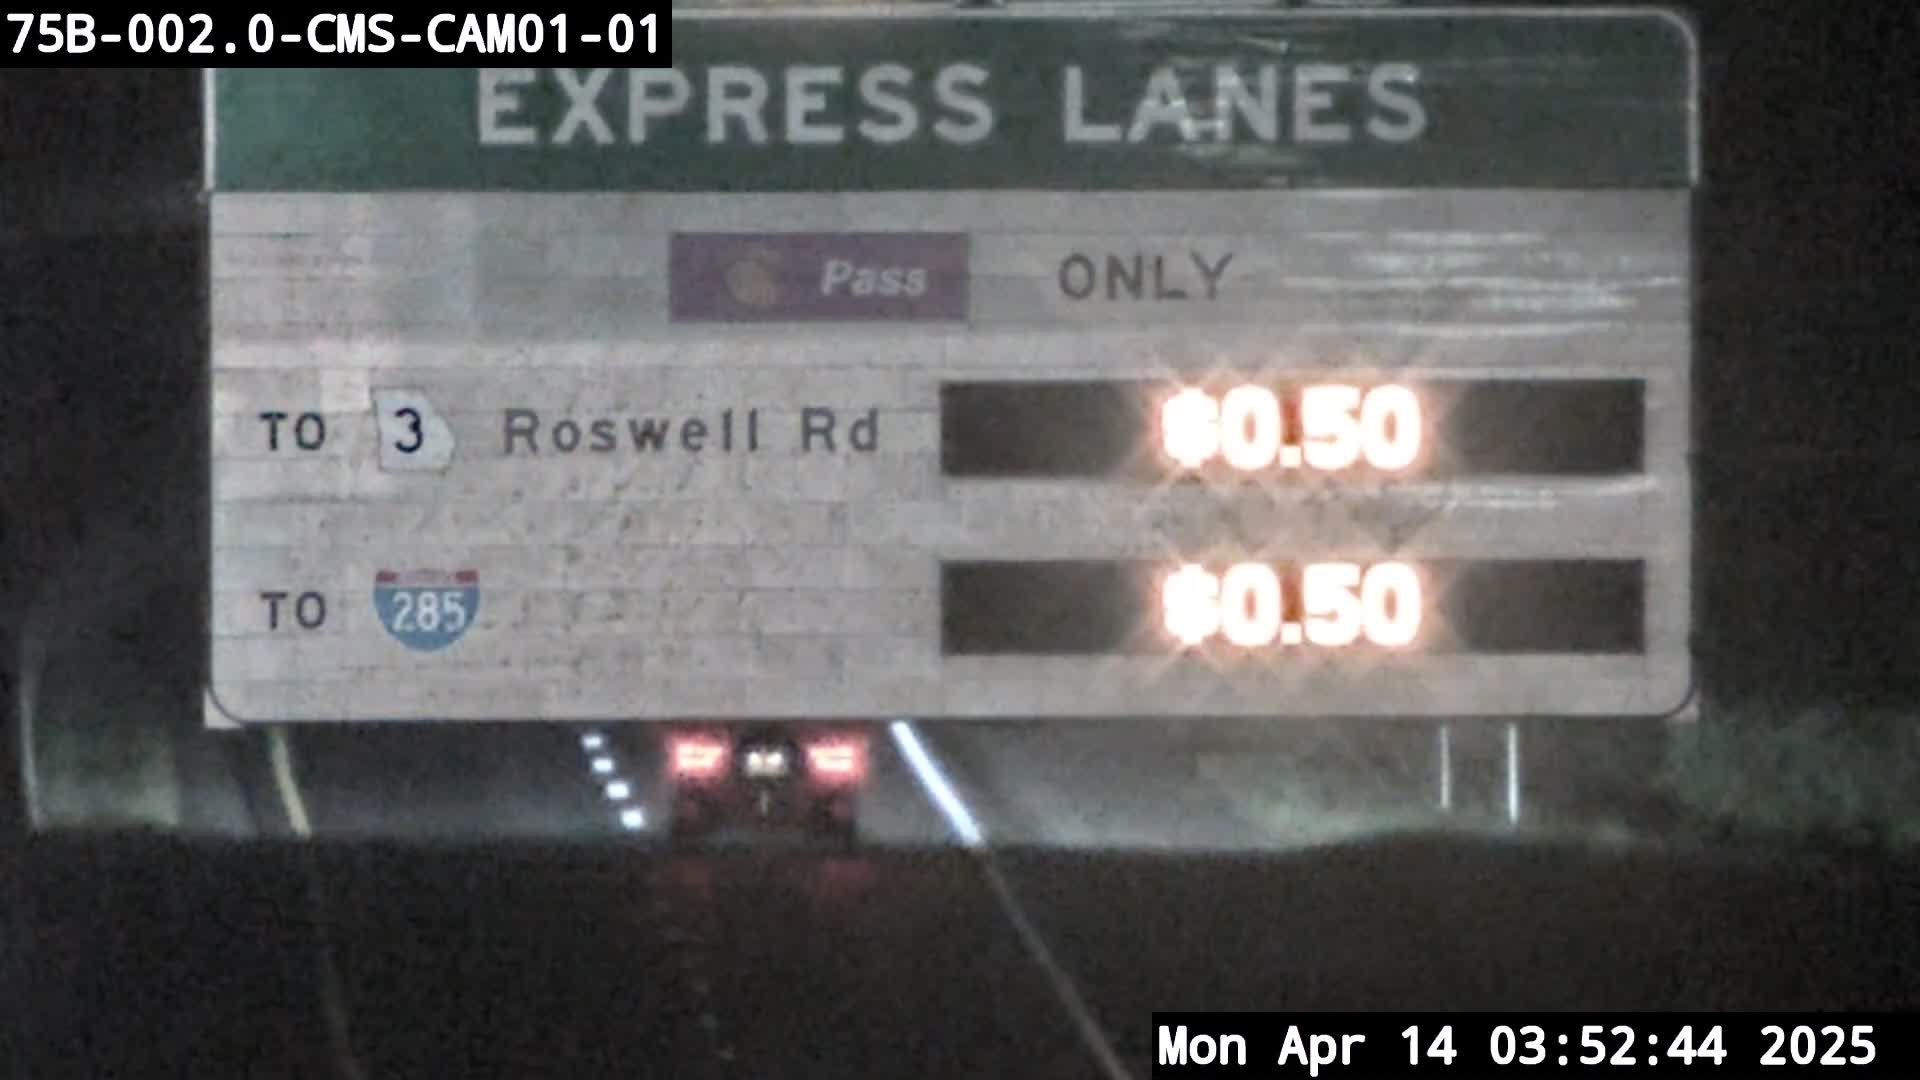 75B-002.0-CMS-CAM01-01
EXPRESS LANES
Pass ONLY
TO 3 Roswell Rd $0.50
TO 285 $0.50
Mon Apr 14 03:52:44 2025